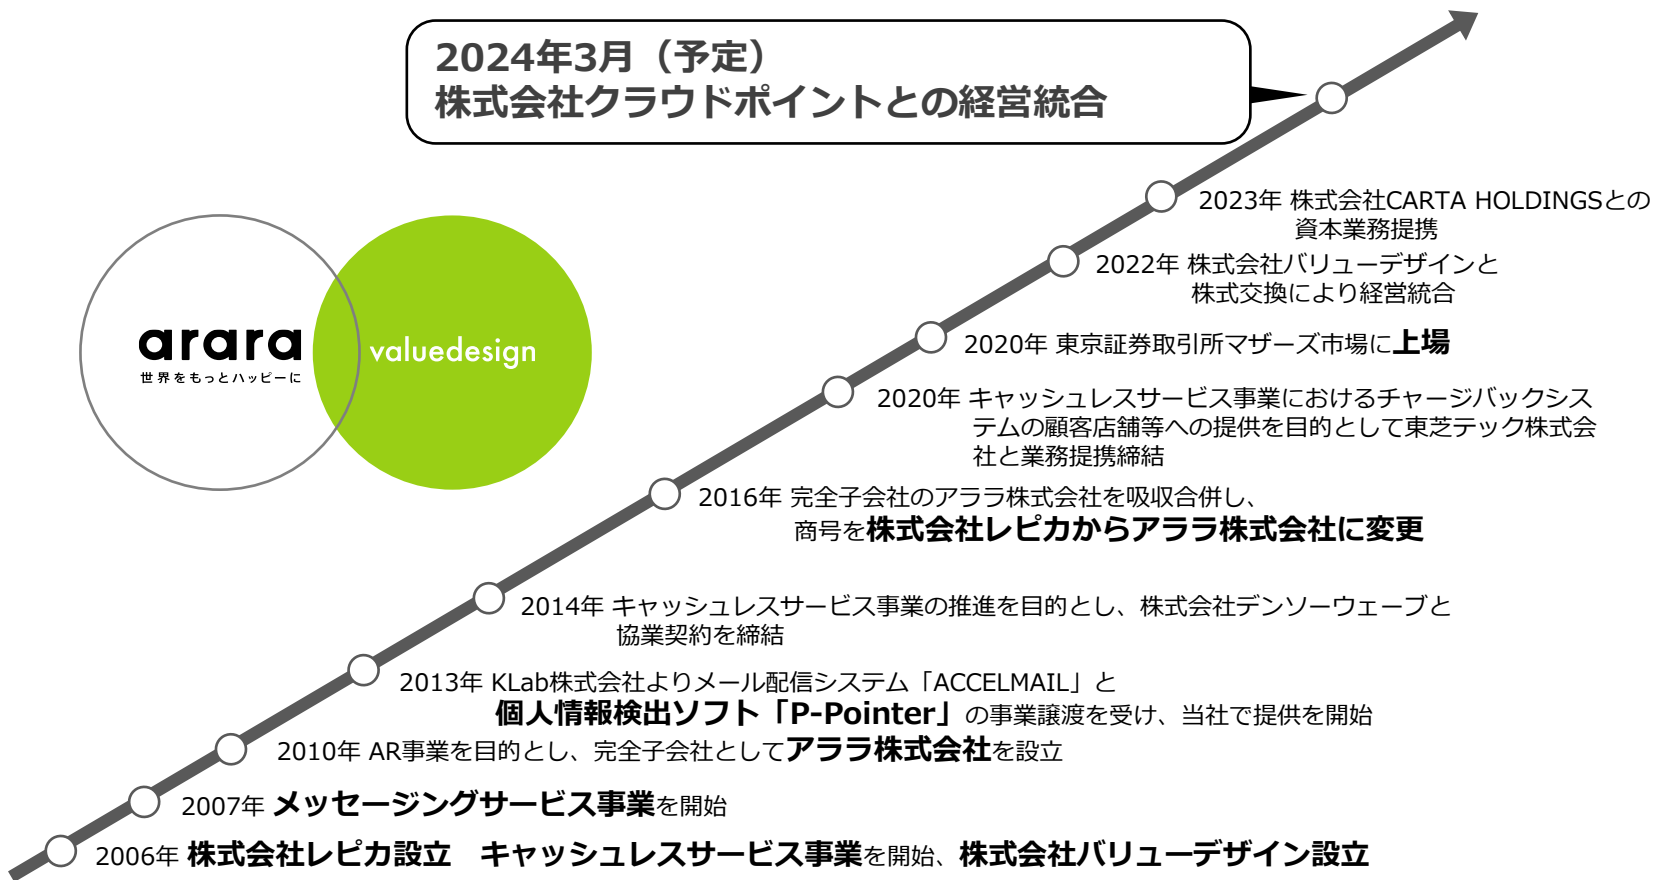 2024年3月（予定）
株式会社クラウドポイントとの経営統合
2023年 株式会社CARTA HOLDINGSとの
資本業務提携
2022年 株式会社バリューデザインと
株式交換により経営統合
arara
世界をもっとハッピーに
valuedesign
2020年 東京証券取引所マザーズ市場に上場
2020年 キャッシュレスサービス事業におけるチャージバックシス
テムの顧客店舗等への提供を目的として東芝テック株式会
社と業務提携締結
2016年 完全子会社のアララ株式会社を吸収合併し、
商号を株式会社レピカからアララ株式会社に変更
2014年 キャッシュレスサービス事業の推進を目的とし、株式会社デンソーウェーブと
協業契約を締結
2013年 KLab株式会社よりメール配信システム「ACCELMAIL」と
個人情報検出ソフト「P-Pointer」の事業譲渡を受け、当社で提供を開始
2010年 AR事業を目的とし、完全子会社としてアララ株式会社を設立
2007年 メッセージングサービス事業を開始
2006年 株式会社レピカ設立　キャッシュレスサービス事業を開始、株式会社バリューデザイン設立